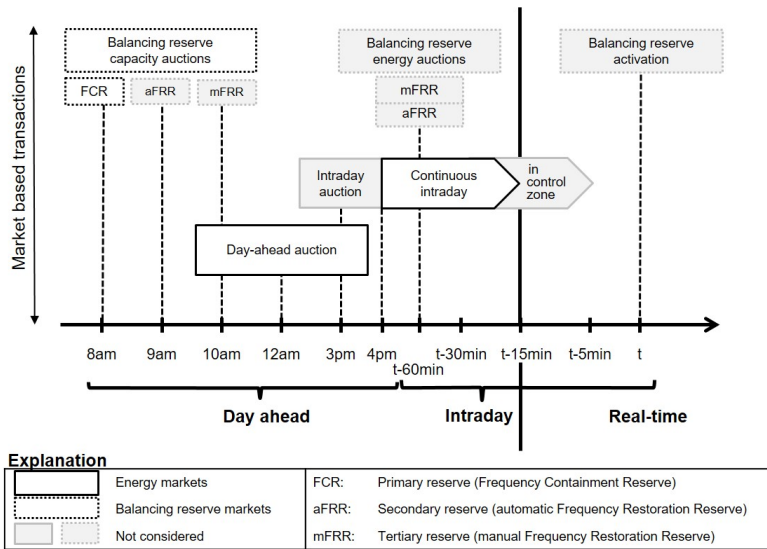 Market based transactions
Balancing reserve
capacity auctions
FCR
aFRR
mFRR
Balancing reserve
energy auctions
mFRR
aFRR
Balancing reserve
activation
Intraday
auction
Continuous
intraday
in
control
zone
Day-ahead auction
8am
9am
10am
12am
3pm
4pm
t-60min
t-30min
t-15min
t-5min
t
Day ahead
Intraday
Real-time
Explanation
Energy markets
Balancing reserve markets
Not considered
FCR: Primary reserve (Frequency Containment Reserve)
aFRR: Secondary reserve (automatic Frequency Restoration Reserve)
mFRR: Tertiary reserve (manual Frequency Restoration Reserve)